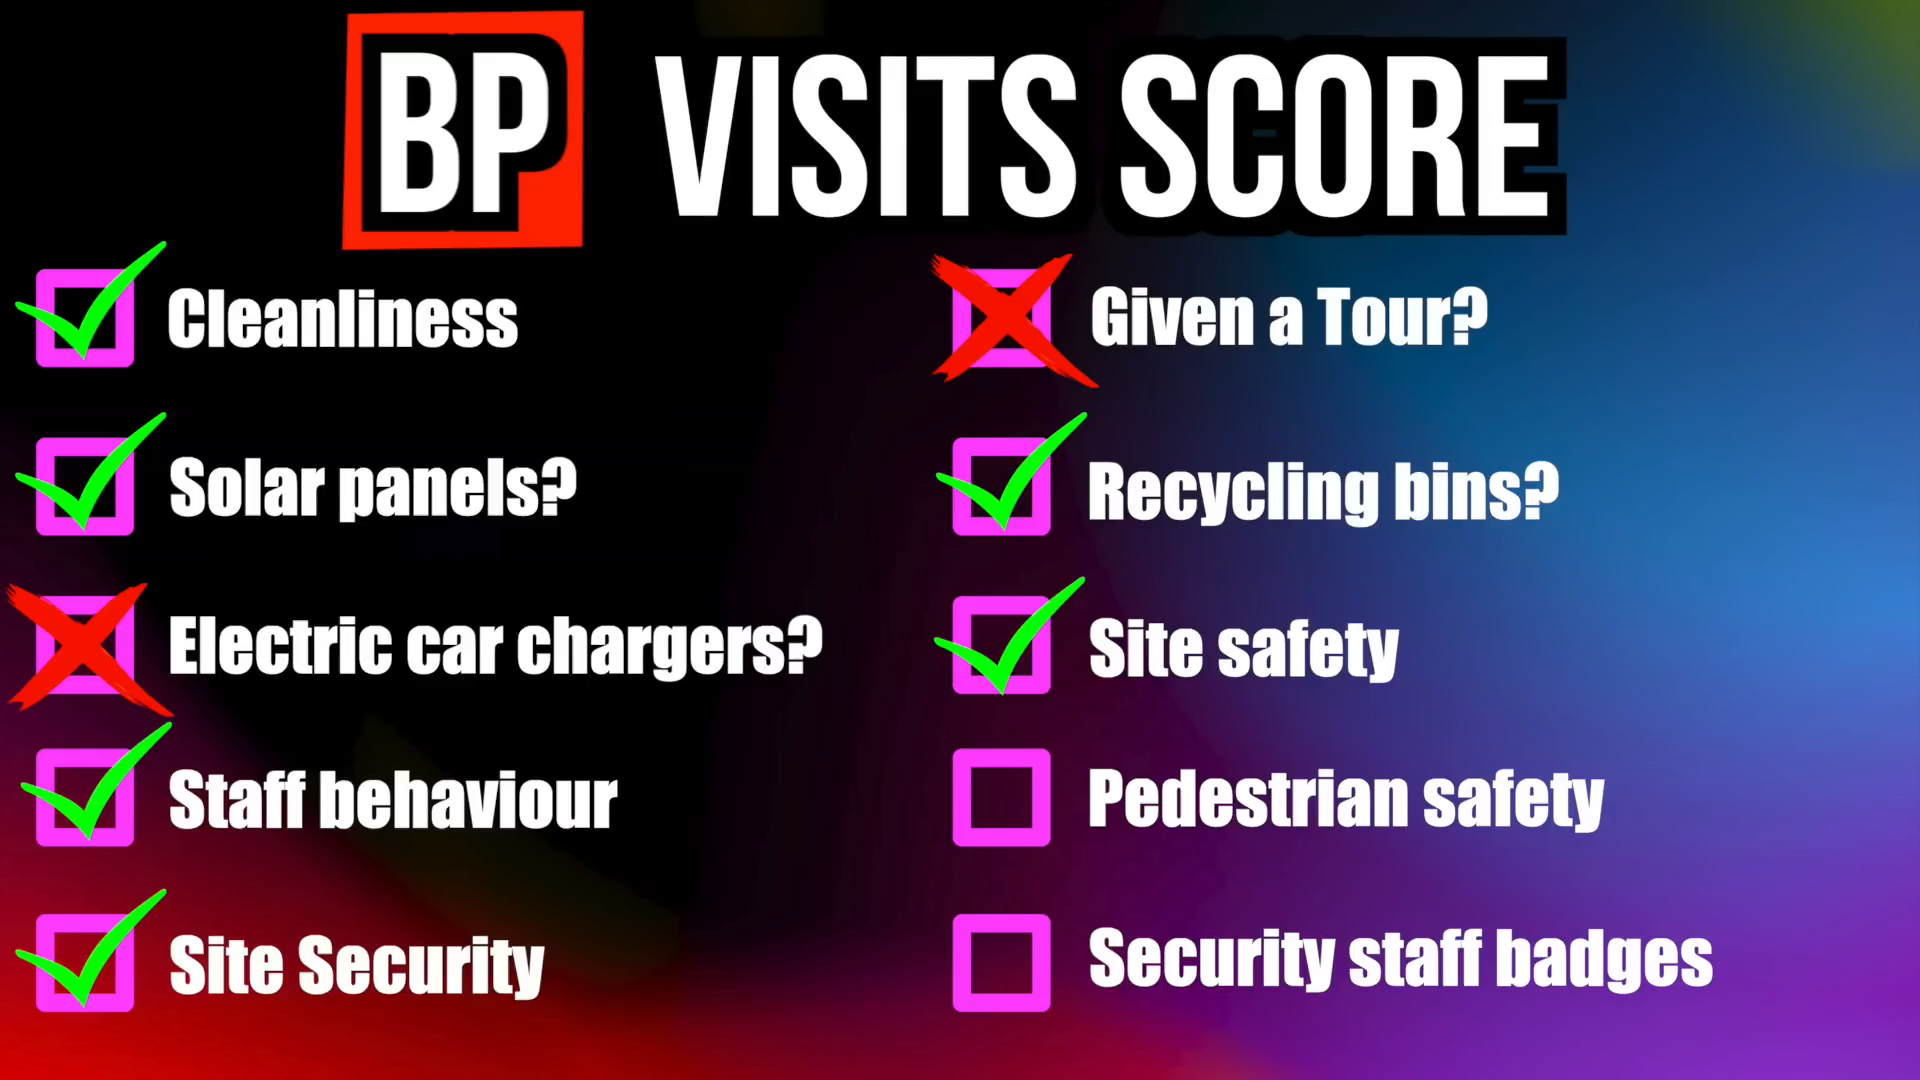 BP VISITS SCORE
Cleanliness
Solar panels?
Electric car chargers?
Staff behaviour
Site Security
Given a Tour?
Recycling bins?
Site safety
Pedestrian safety
Security staff badges